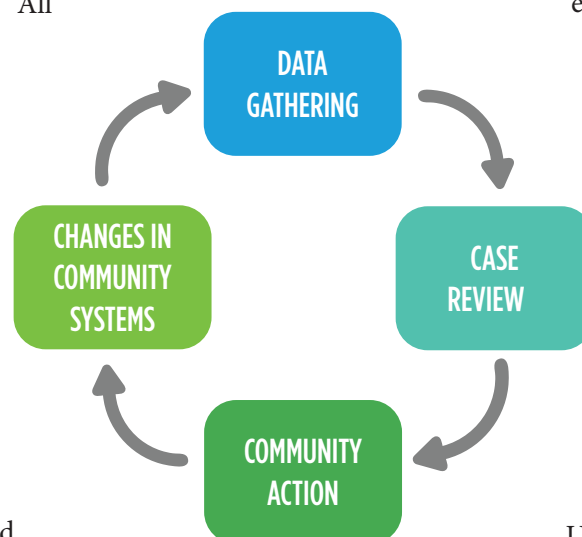 All
e
DATA
GATHERING
CHANGES IN
COMMUNITY
SYSTEMS
CASE
REVIEW
COMMUNITY
ACTION
d